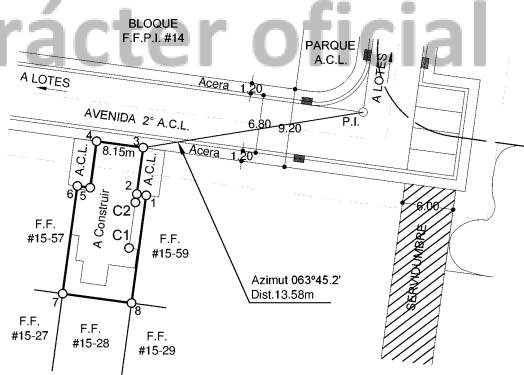 rácter oficial
BLOQUE
F.F.P.I. #14
PARQUE
A.C.L.
A LOTES
A LOTES
Acera
1.20
AVENIDA 2° A.C.L.
6.80
9.20
P.I.
Acera
1.20
4
8.15m
3
A.C.L.
A.C.L.
6
5
2
1
C2
C1
A Construir
6.00
SERVIDUMBRE
F.F.
#15-57
F.F.
#15-59
Azimut 063°45.2'
Dist.13.58m
7
8
F.F.
#15-27
F.F.
#15-28
F.F.
#15-29